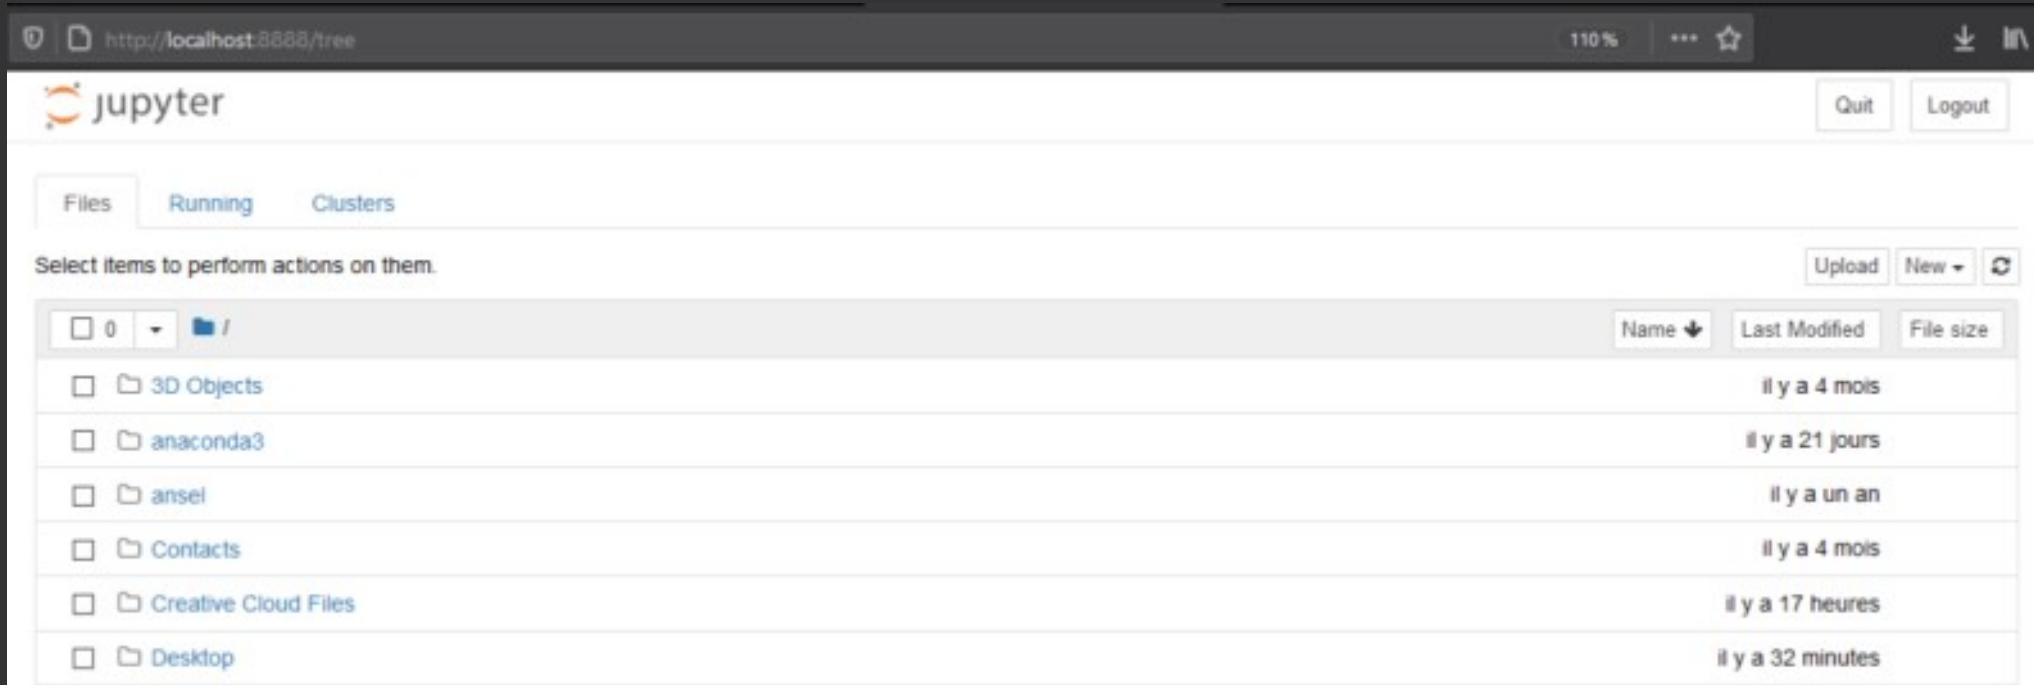 http://localhost:8888/tree 110%
jupyter Quit Logout
Files Running Clusters
Select items to perform actions on them. Upload New
0 / Name Last Modified File size
3D Objects il y a 4 mois
anaconda3 il y a 21 jours
ansel il y a un an
Contacts il y a 4 mois
Creative Cloud Files il y a 17 heures
Desktop il y a 32 minutes